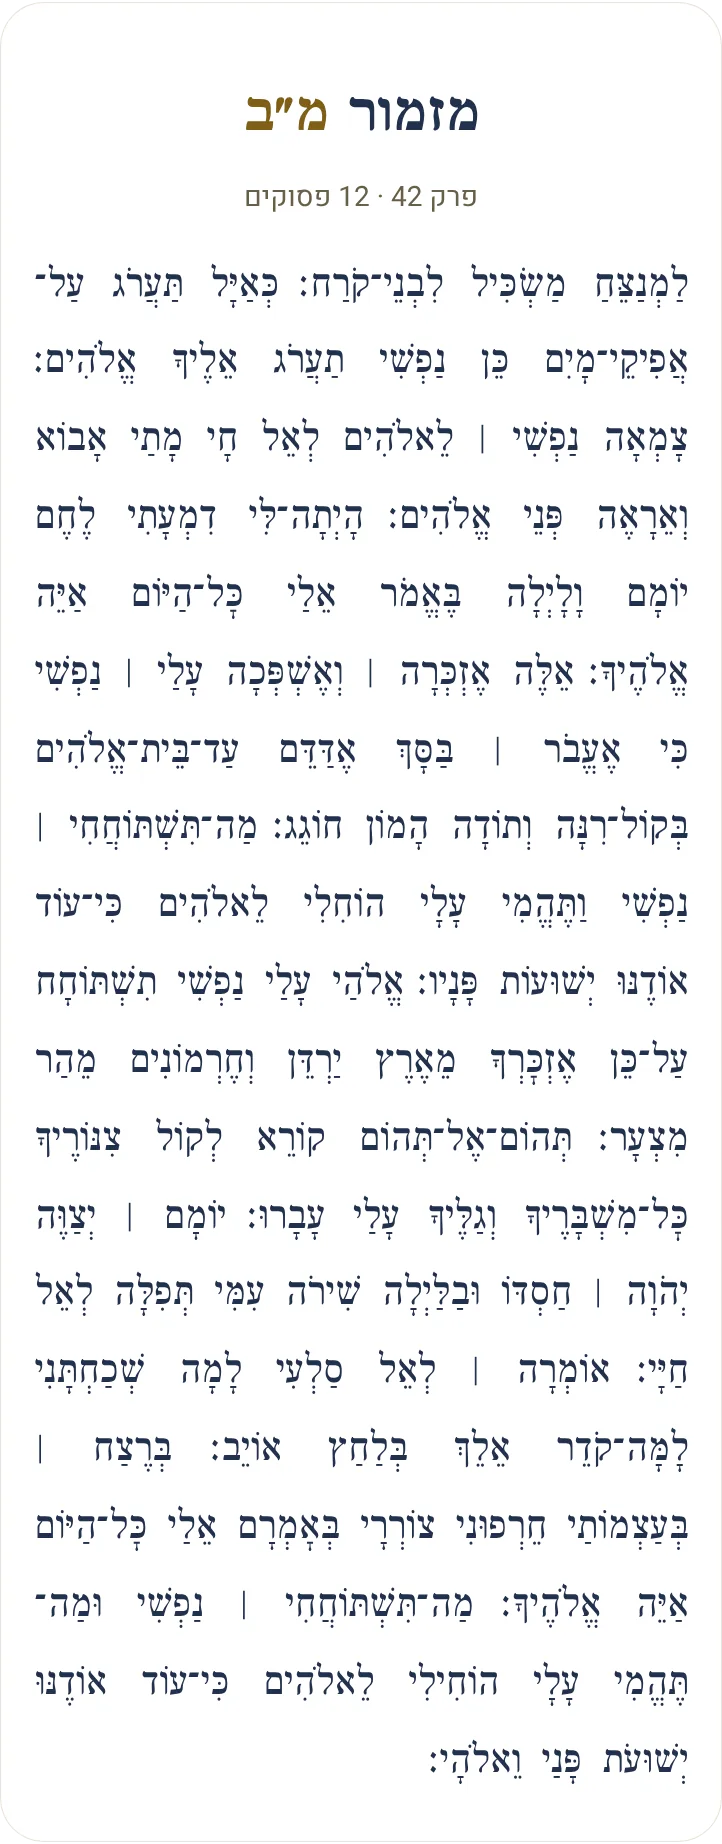 מזמור מ"ב
פרק 42 · 12 פסוקים
לַמְנַצֵּחַ מַשְׂכִּיל לִבְנֵי־קֹרַח: כְּאַיָּל תַּעֲרֹג עַל־
אֲפִיקֵי־מָיִם כֵּן נַפְשִׁי תַעֲרֹג אֵלֶיךָ אֱלֹהִים:
צָמְאָה נַפְשִׁי | לֵאלֹהִים לְאֵל חָי מָתַי אָבוֹא
וְאֵרָאֶה פְּנֵי אֱלֹהִים: הָיְתָה־לִּי דִמְעָתִי לֶחֶם
יוֹמָם וָלָיְלָה בֶּאֱמֹר אֵלַי כָּל־הַיּוֹם אַיֵּה
אֱלֹהֶיךָ: אֵלֶּה אֶזְכְּרָה | וְאֶשְׁפְּכָה עָלַי | נַפְשִׁי
כִּי אֶעֱבֹר | בַּסָּךְ אֶדַּדֵּם עַד־בֵּית־אֱלֹהִים
בְּקוֹל־רִנָּה וְתוֹדָה הָמוֹן חוֹגֵג: מַה־תִּשְׁתּוֹחֲחִי |
נַפְשִׁי וַתֶּהֱמִי עָלָי הוֹחִלִי לֵאלֹהִים כִּי־עוֹד
אוֹדֶנּוּ יְשׁוּעוֹת פָּנָיו: אֱלֹהַי עָלַי נַפְשִׁי תִשְׁתּוֹחָח
עַל־כֵּן אֶזְכָּרְךָ מֵאֶרֶץ יַרְדֵּן וְחֶרְמוֹנִים מֵהַר
מִצְעָר: תְּהוֹם־אֶל־תְּהוֹם קוֹרֵא לְקוֹל צִנּוֹרֶיךָ
כָּל־מִשְׁבָּרֶיךָ וְגַלֶּיךָ עָלַי עָבָרוּ: יוֹמָם | יְצַוֶּה
יְהֹוָה | חַסְדּוֹ וּבַלַּיְלָה שִׁירֹה עִמִּי תְּפִלָּה לְאֵל
חַיָּי: אוֹמְרָה | לְאֵל סַלְעִי לָמָה שְׁכַחְתָּנִי
לָמָּה־קֹדֵר אֵלֵךְ בְּלַחַץ אוֹיֵב: בְּרֶצַח |
בְּעַצְמוֹתַי חֵרְפוּנִי צוֹרְרָי בְּאָמְרָם אֵלַי כָּל־הַיּוֹם
אַיֵּה אֱלֹהֶיךָ: מַה־תִּשְׁתּוֹחֲחִי | נַפְשִׁי וּמַה־
תֶּהֱמִי עָלָי הוֹחִילִי לֵאלֹהִים כִּי־עוֹד אוֹדֶנּוּ
יְשׁוּעֹת פָּנַי וֵאלֹהָי: